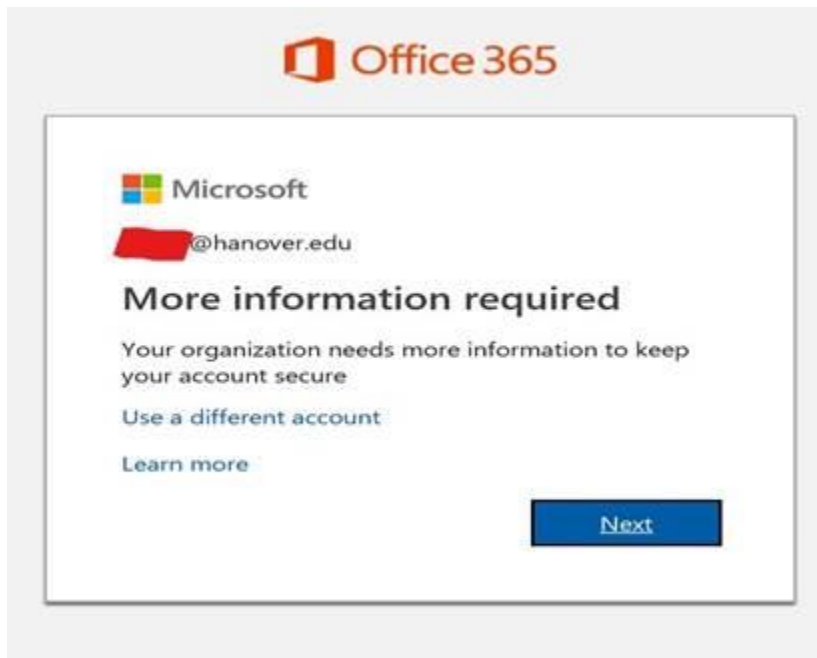 Office 365
Microsoft
@hanover.edu
More information required
Your organization needs more information to keep
your account secure
Use a different account
Learn more
Next